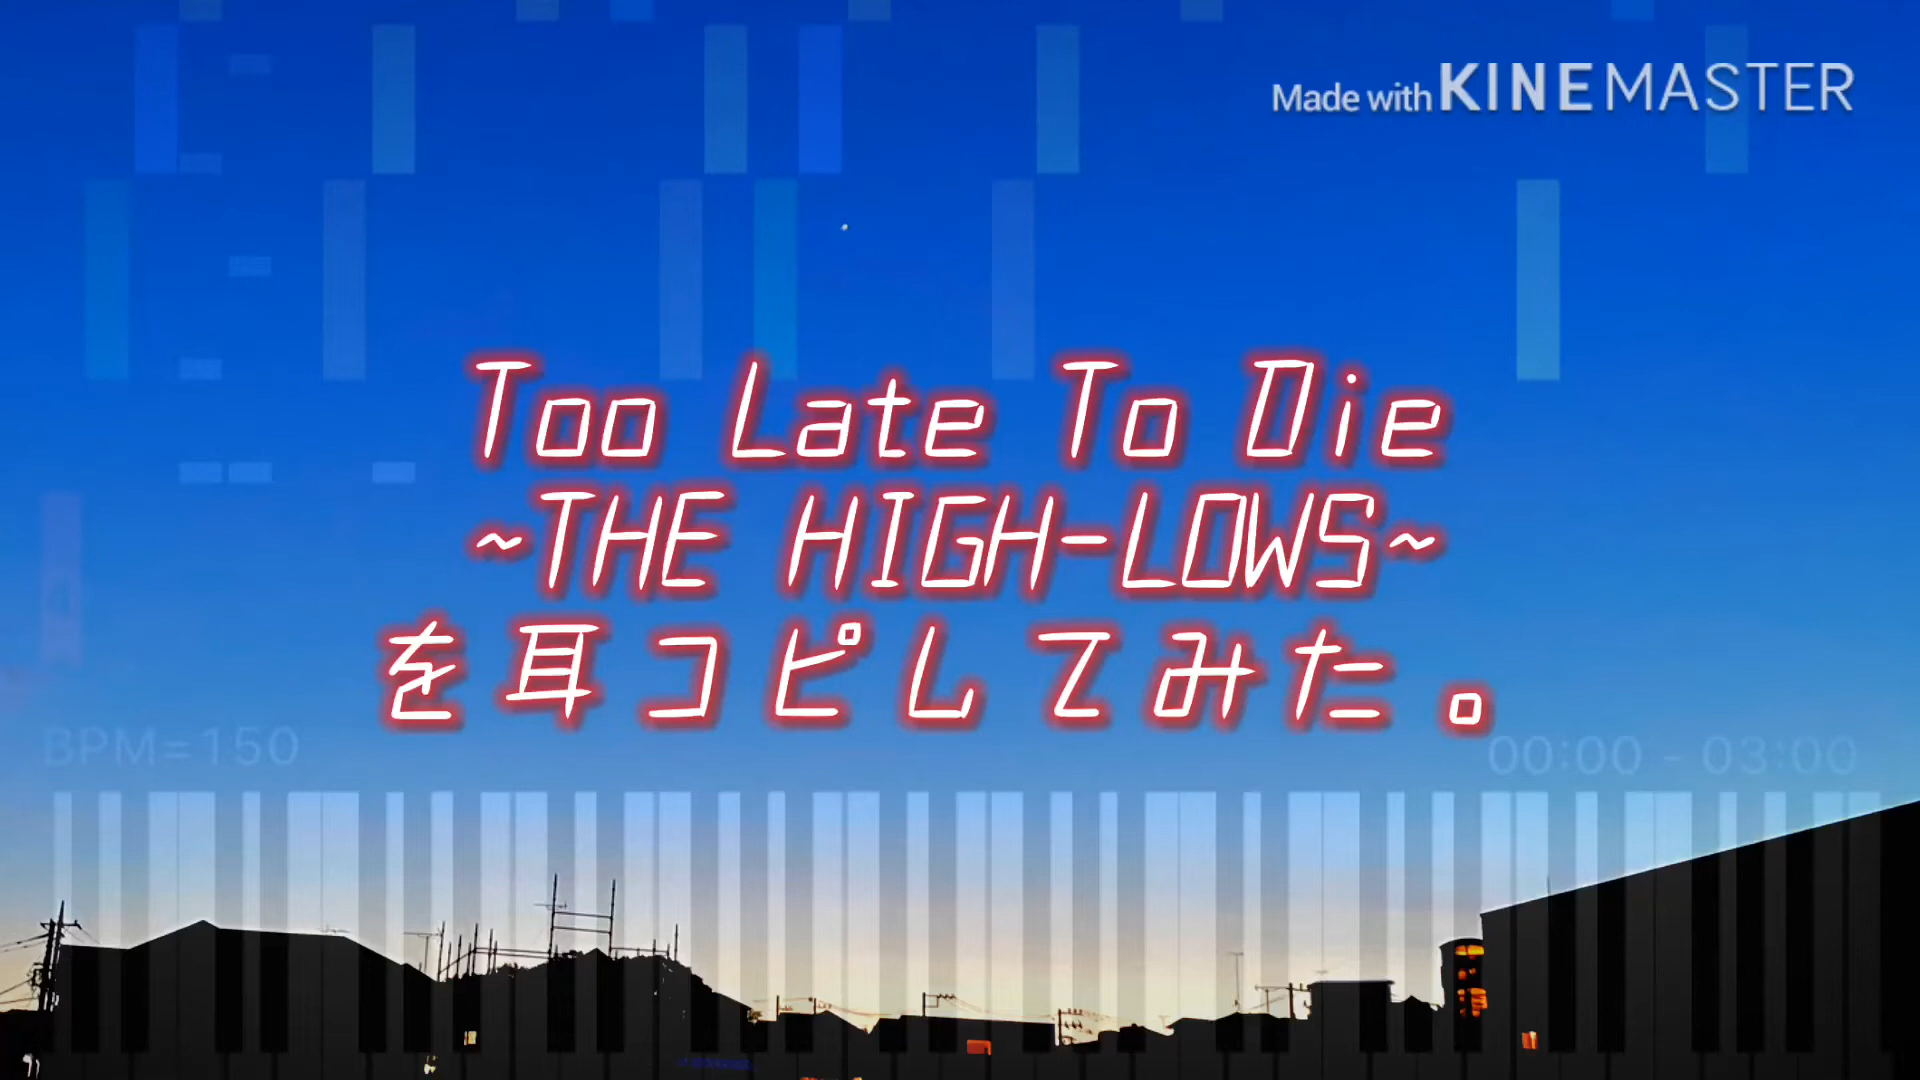 Made with KINEMASTER
Too Late To Die
~THE HIGH-LOWS~
を耳コピしてみた。
BPM=150
00:00 - 03:00